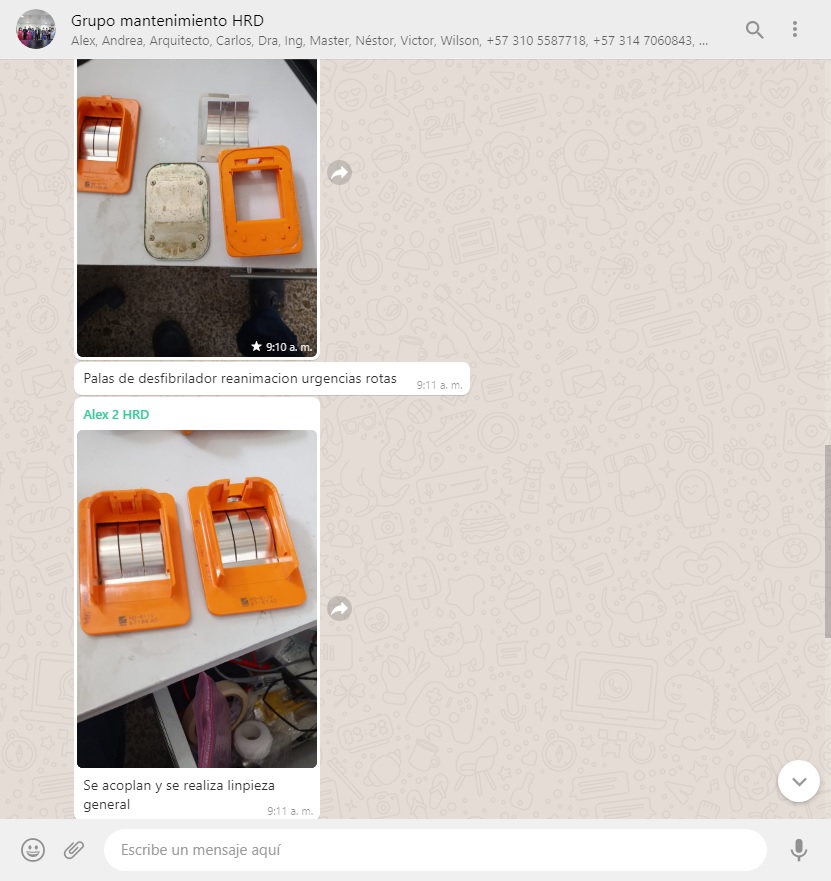 Grupo mantenimiento HRD
Alex, Andrea, Arquitecto, Carlos, Dra, Ing, Master, Néstor, Victor, Wilson, +57 310 5587718, +57 314 7060843, ...
9:10 a. m.
Palas de desfibrilador reanimacion urgencias rotas
9:11 a. m.
Alex 2 HRD
Se acoplan y se realiza linpieza
general
9:11 a. m.
Escribe un mensaje aquí